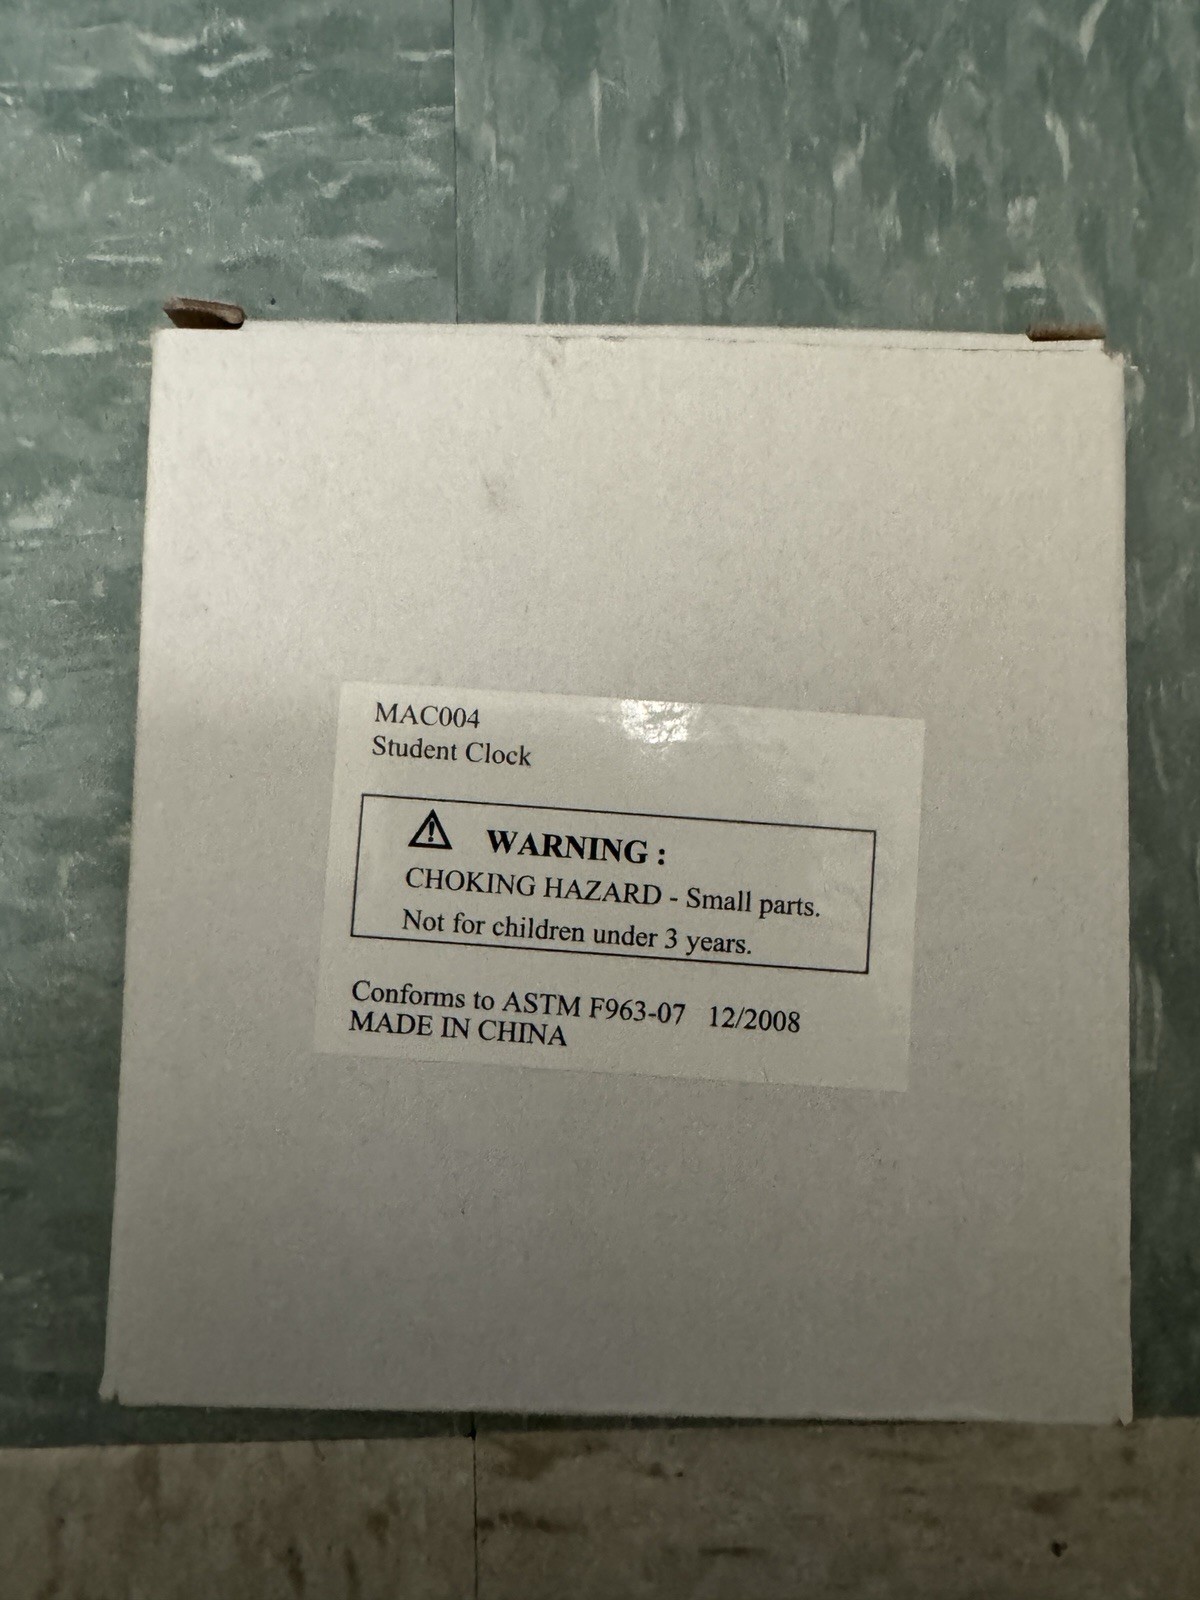 MAC004
Student Clock
WARNING :
CHOKING HAZARD - Small parts.
Not for children under 3 years.
Conforms to ASTM F963-07 12/2008
MADE IN CHINA